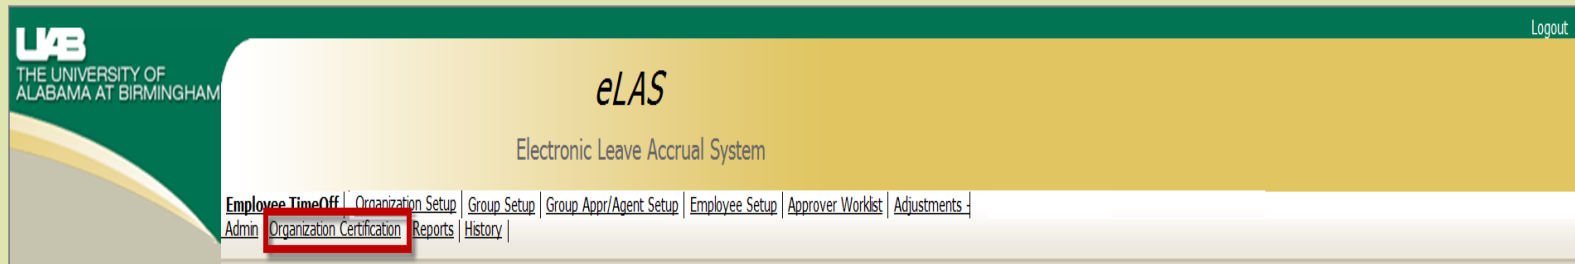 Logout
UAB
THE UNIVERSITY OF
ALABAMA AT BIRMINGHAM
eLAS
Electronic Leave Accrual System
Employee TimeOff | Organization Setup | Group Setup | Group Appr/Agent Setup | Employee Setup | Approver Worklist | Adjustments -
Admin Organization Certification Reports | History |